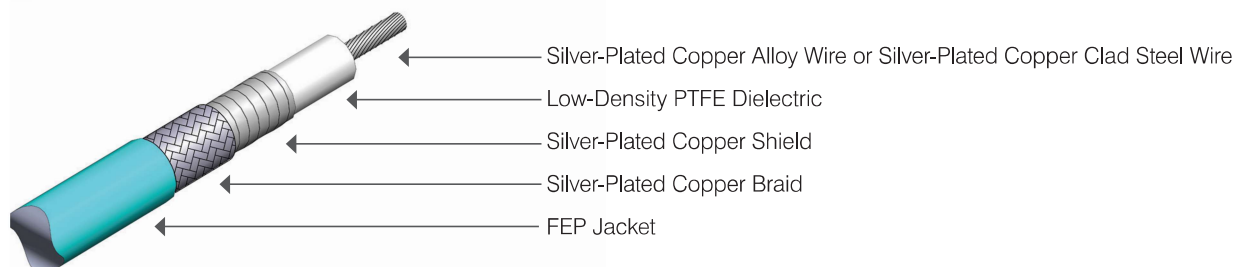 Silver-Plated Copper Alloy Wire or Silver-Plated Copper Clad Steel Wire
Low-Density PTFE Dielectric
Silver-Plated Copper Shield
Silver-Plated Copper Braid
FEP Jacket